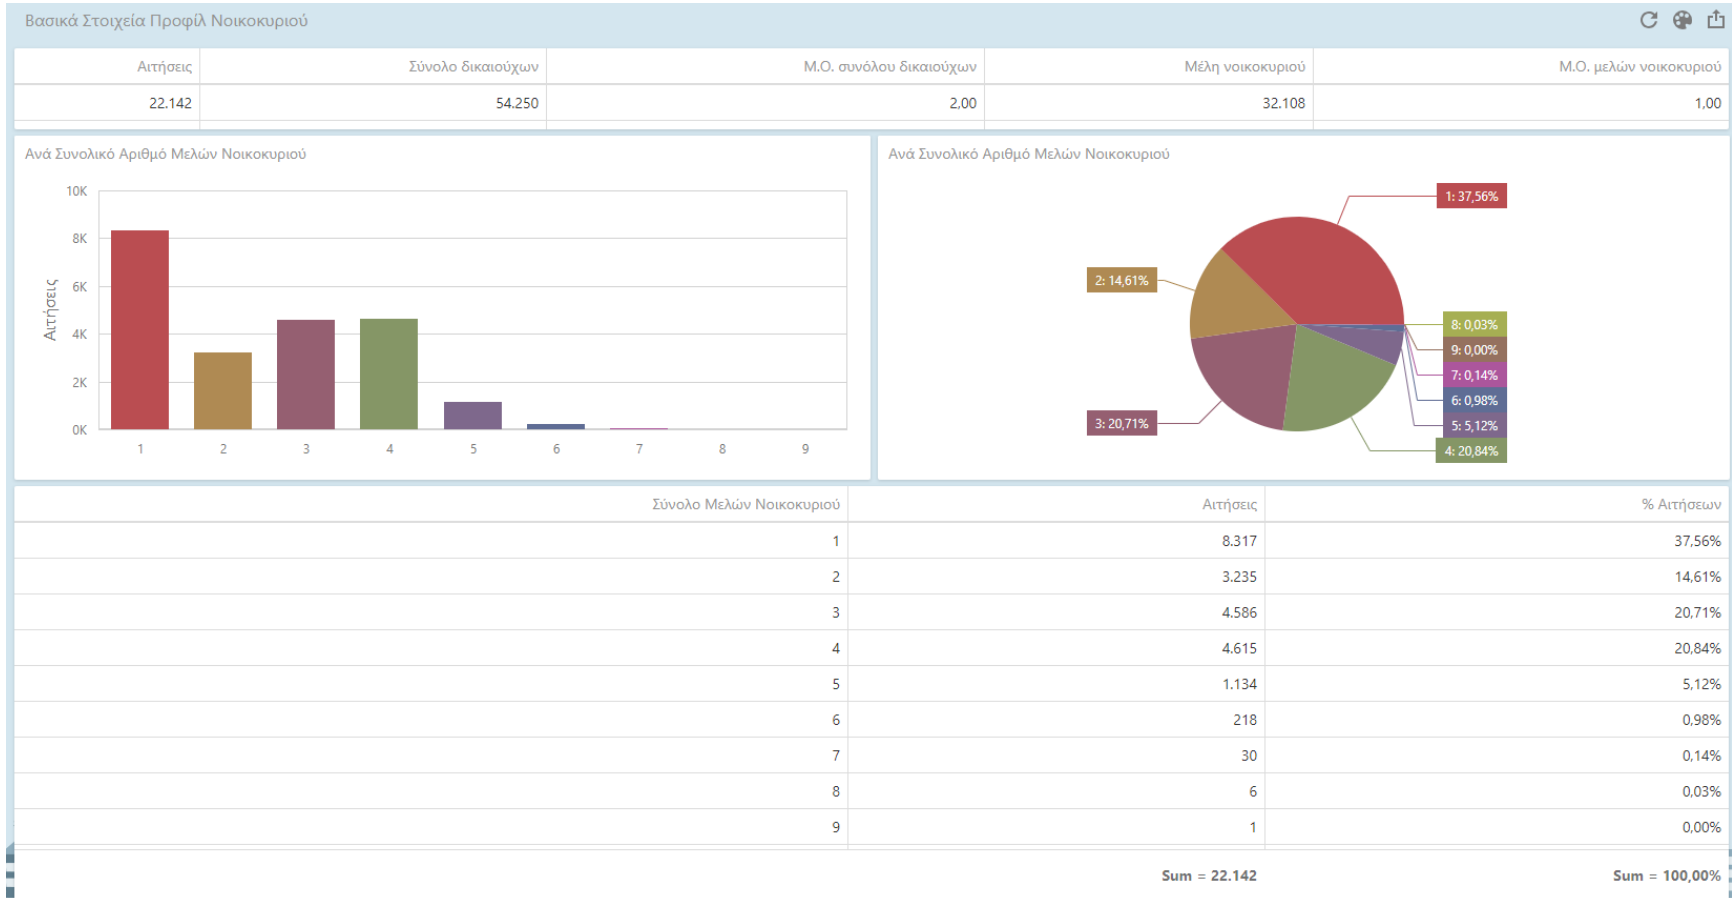 Βασικά Στοιχεία Προφίλ Νοικοκυριού
Αιτήσεις Σύνολο δικαιούχων Μ.Ο. συνόλου δικαιούχων Μέλη νοικοκυριού Μ.Ο. μελών νοικοκυριού
22.142 54.250 2,00 32.108 1,00
Ανά Συνολικό Αριθμό Μελών Νοικοκυριού
10K
8K
6K
4K
2K
0K
Αιτήσεις
1 2 3 4 5 6 7 8 9
Ανά Συνολικό Αριθμό Μελών Νοικοκυριού
1: 37,56%
2: 14,61%
8: 0,03%
9: 0,00%
7: 0,14%
6: 0,98%
3: 20,71%
5: 5,12%
4: 20,84%
Σύνολο Μελών Νοικοκυριού Αιτήσεις % Αιτήσεων
1 8.317 37,56%
2 3.235 14,61%
3 4.586 20,71%
4 4.615 20,84%
5 1.134 5,12%
6 218 0,98%
7 30 0,14%
8 6 0,03%
9 1 0,00%
Sum = 22.142 Sum = 100,00%